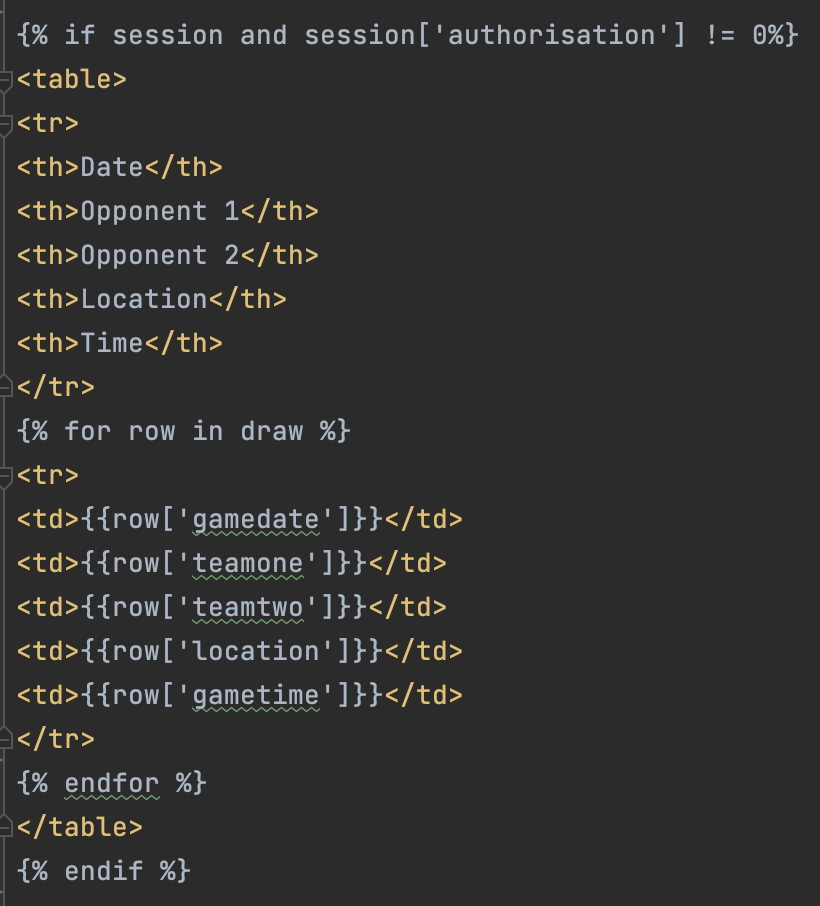 {% if session and session['authorisation'] != 0%}
<table>
<tr>
<th>Date</th>
<th>Opponent 1</th>
<th>Opponent 2</th>
<th>Location</th>
<th>Time</th>
</tr>
{% for row in draw %}
<tr>
<td>{{row['gamedate']}}</td>
<td>{{row['teamone']}}</td>
<td>{{row['teamtwo']}}</td>
<td>{{row['location']}}</td>
<td>{{row['gametime']}}</td>
</tr>
{% endfor %}
</table>
{% endif %}